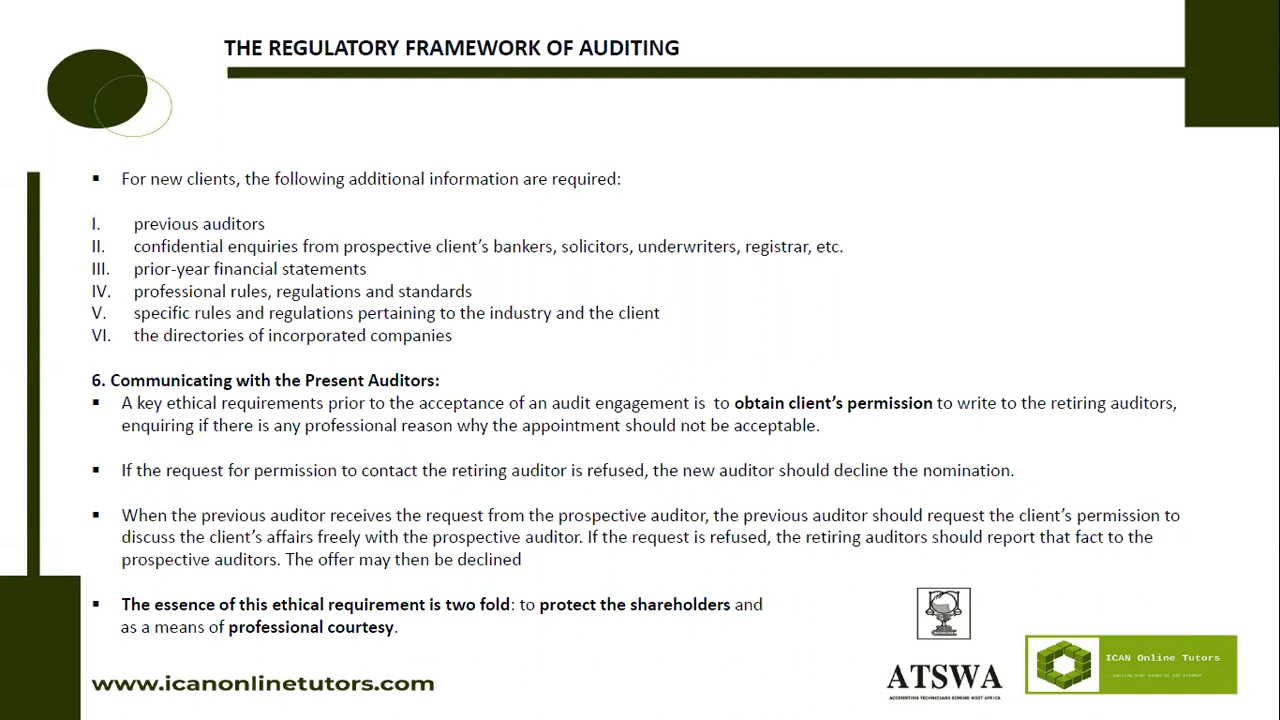 THE REGULATORY FRAMEWORK OF AUDITING
▪ For new clients, the following additional information are required:
I. previous auditors
II. confidential enquiries from prospective client's bankers, solicitors, underwriters, registrar, etc.
III. prior-year financial statements
IV. professional rules, regulations and standards
V. specific rules and regulations pertaining to the industry and the client
VI. the directories of incorporated companies
6. Communicating with the Present Auditors:
▪ A key ethical requirements prior to the acceptance of an audit engagement is to obtain client's permission to write to the retiring auditors,
enquiring if there is any professional reason why the appointment should not be acceptable.
▪ If the request for permission to contact the retiring auditor is refused, the new auditor should decline the nomination.
▪ When the previous auditor receives the request from the prospective auditor, the previous auditor should request the client's permission to
discuss the client's affairs freely with the prospective auditor. If the request is refused, the retiring auditors should report that fact to the
prospective auditors. The offer may then be declined
▪ The essence of this ethical requirement is two fold: to protect the shareholders and
as a means of professional courtesy.
www.icanonlinetutors.com
ATSWA
ACCOUNTING TECHNICIANS SCHEME WEST AFRICA
ICAN Online Tutors